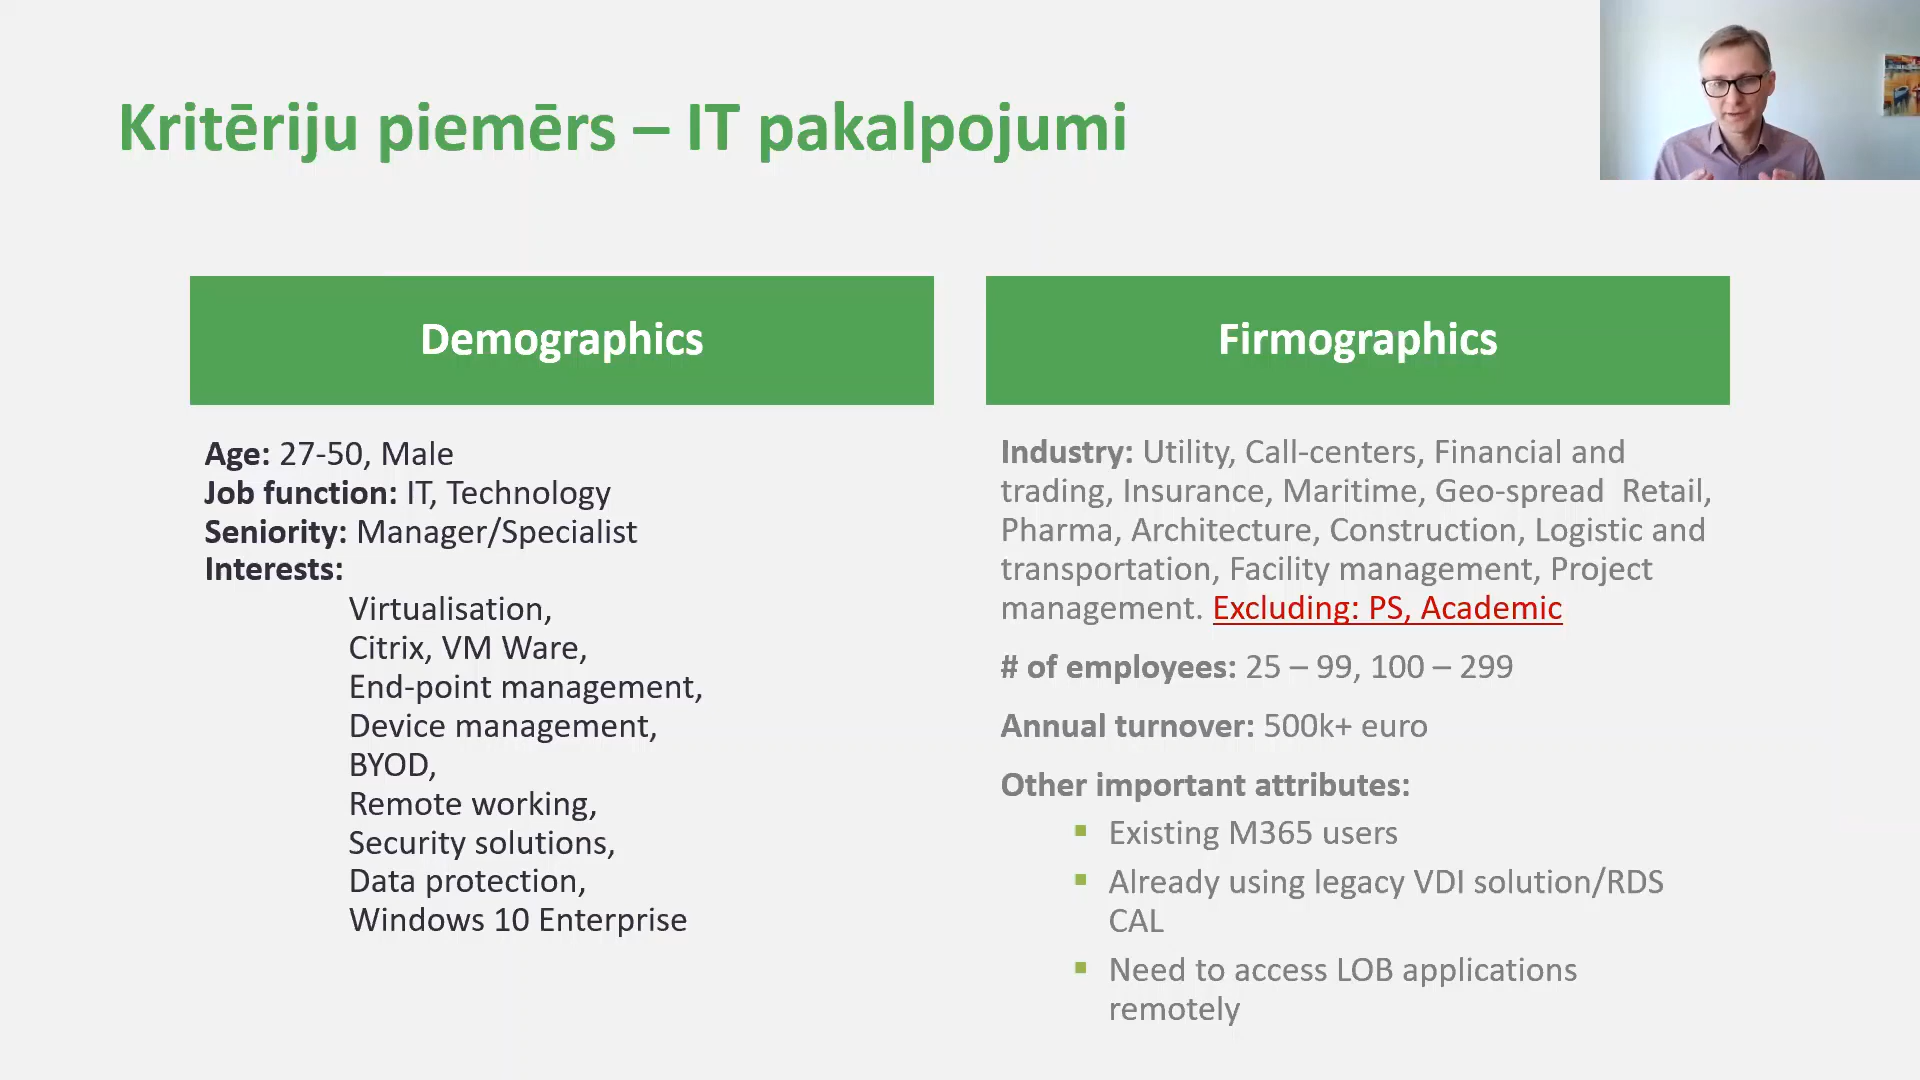 Kritēriju piemērs – IT pakalpojumi
Demographics
Age: 27-50, Male
Job function: IT, Technology
Seniority: Manager/Specialist
Interests:
Virtualisation,
Citrix, VM Ware,
End-point management,
Device management,
BYOD,
Remote working,
Security solutions,
Data protection,
Windows 10 Enterprise
Firmographics
Industry: Utility, Call-centers, Financial and
trading, Insurance, Maritime, Geo-spread  Retail,
Pharma, Architecture, Construction, Logistic and
transportation, Facility management, Project
management. Excluding: PS, Academic
# of employees: 25 – 99, 100 – 299
Annual turnover: 500k+ euro
Other important attributes:
Existing M365 users
Already using legacy VDI solution/RDS
CAL
Need to access LOB applications
remotely